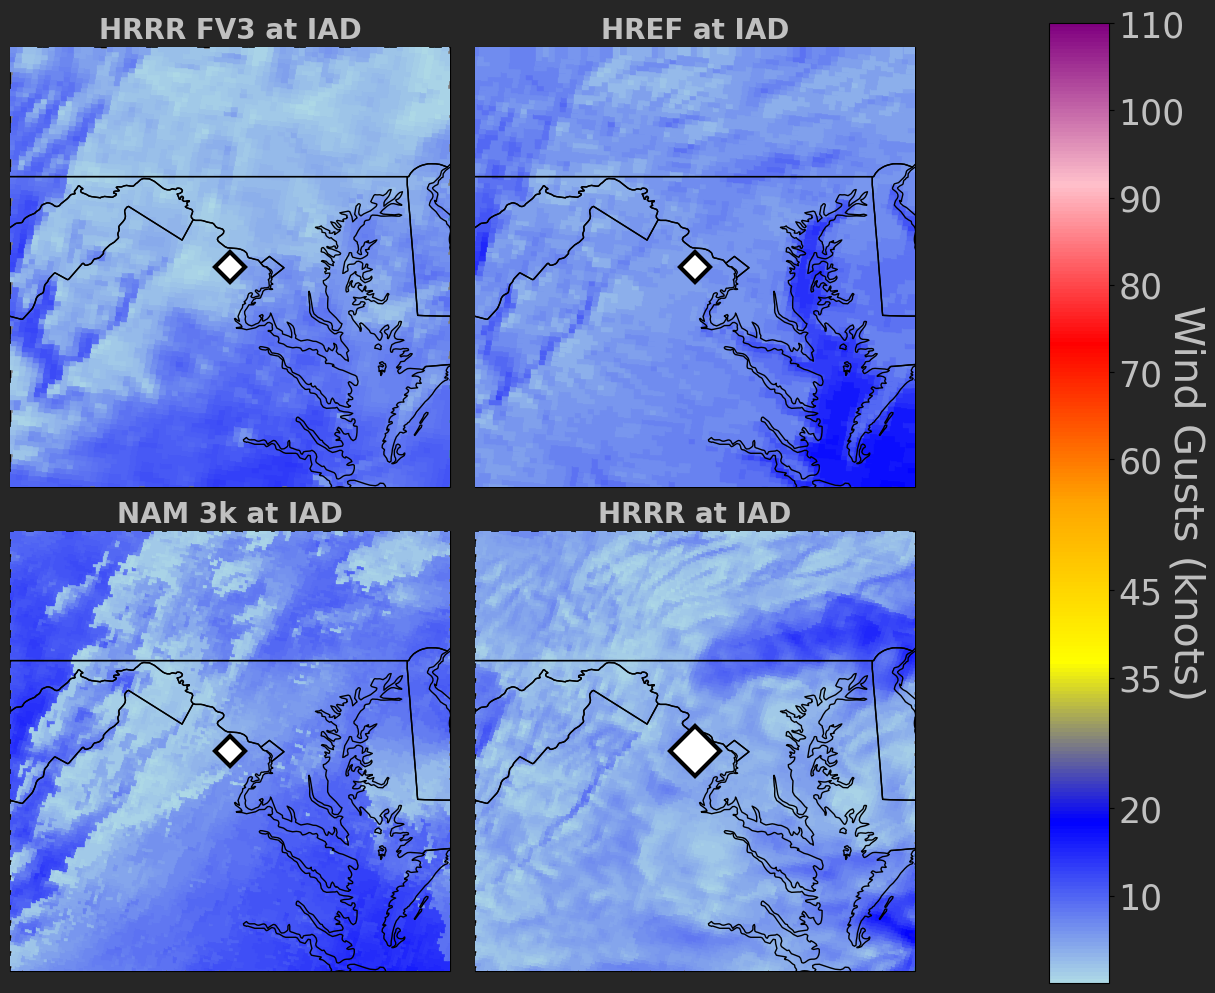 HRRR FV3 at IAD
HREF at IAD
NAM 3k at IAD
HRRR at IAD
110
100
90
80
70
60
45
35
20
10
Wind Gusts (knots)